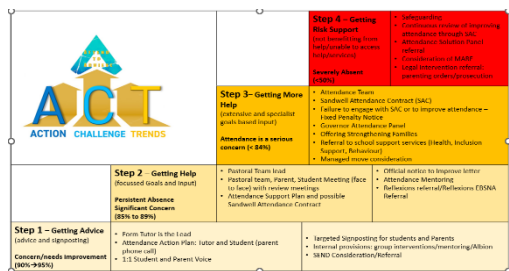 ACT
ACTION CHALLENGE TRENDS
Step 4 – Getting
Risk Support
(not benefitting from
help/unable to access
help/services)
Severely Absent
(<50%)
• Safeguarding
• Continuous review of improving
attendance through SAC
• Attendance Solution Panel
referral
• Consideration of MARF
• Legal intervention referral:
parenting orders/prosecution
Step 3– Getting More
Help
(extensive and specialist
goals based input)
Attendance is a serious
concern (< 84%)
• Attendance Team
• Sandwell Attendance Contract (SAC)
• Failure to engage with SAC or to improve attendance –
Fixed Penalty Notice
• Governor Attendance Panel
• Offering Strengthening Families
• Referral to school support services (Health, Inclusion
Support, Behaviour)
• Managed move consideration
Step 2 – Getting Help
(focussed Goals and Input)
Persistent Absence
Significant Concern
(85% to 89%)
• Pastoral Team lead
• Pastoral team, Parent, Student Meeting (face
to face) with review meetings
• Attendance Support Plan and possible
Sandwell Attendance Contract
• Official notice to Improve letter
• Attendance Mentoring
• Reflexions referral/Reflexions EBSNA
Referral
Step 1 – Getting Advice
(advice and signposting)
Concern/needs Improvement
(90%→95%)
• Form Tutor is the Lead
• Attendance Action Plan: Tutor and Student (parent
phone call)
• 1:1 Student and Parent Voice
• Targeted Signposting for students and Parents
• Internal provisions: group interventions/mentoring/Albion
• SEND Consideration/Referral